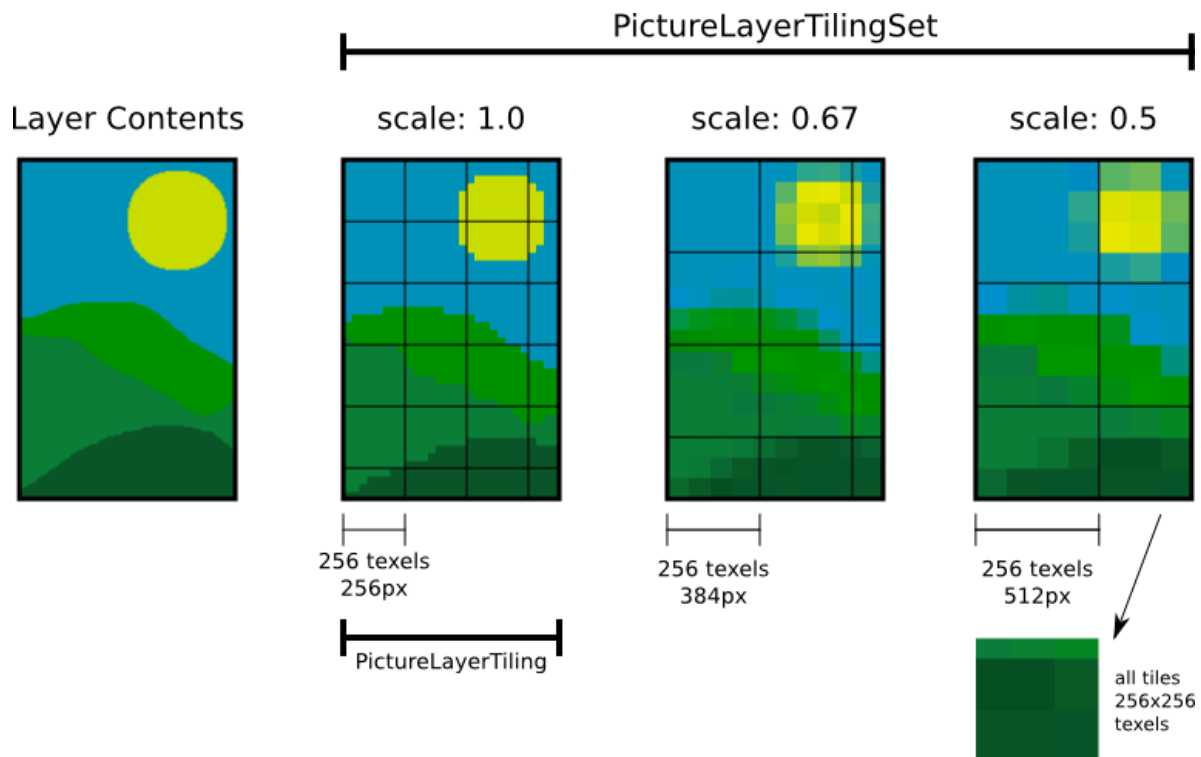 PictureLayerTilingSet
Layer Contents
scale: 1.0
scale: 0.67
scale: 0.5
256 texels
256px
256 texels
384px
256 texels
512px
PictureLayerTiling
all tiles
256x256
texels